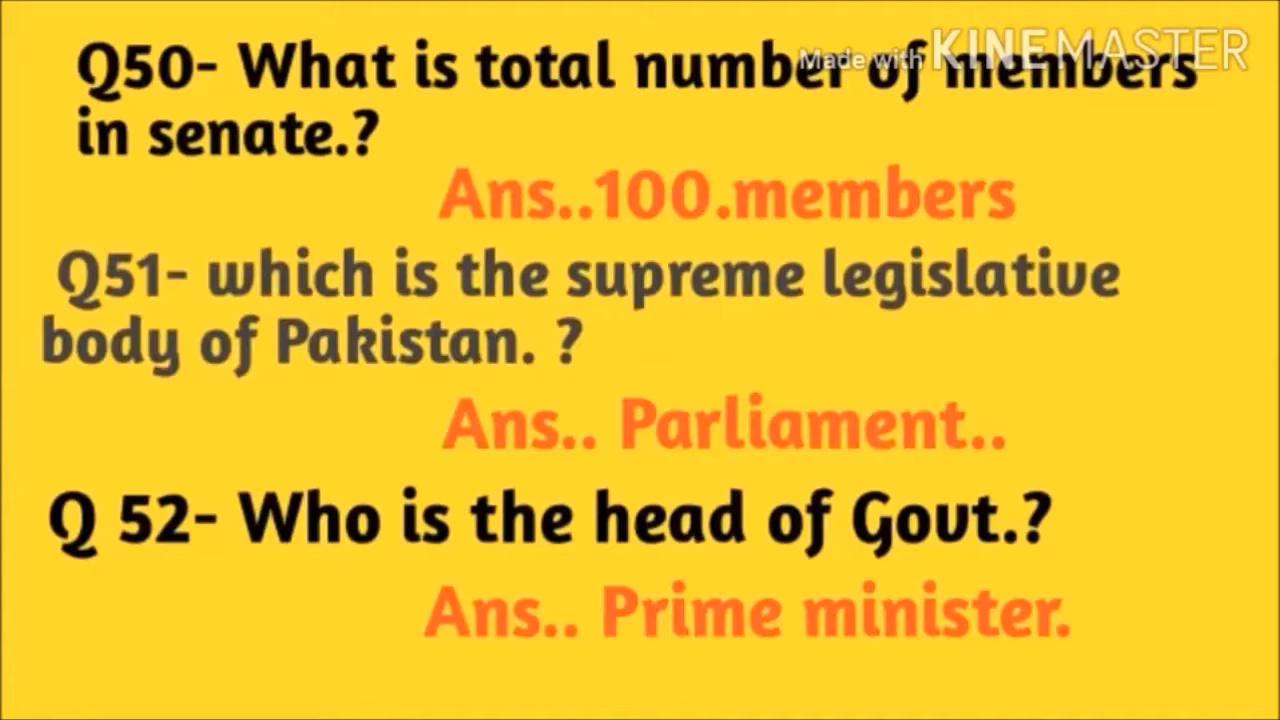 Q50- What is total number of members
Made with KINEMASTER
in senate.?
Ans..100.members
Q51- which is the supreme legislative
body of Pakistan. ?
Ans.. Parliament..
Q 52- Who is the head of Govt.?
Ans.. Prime minister.